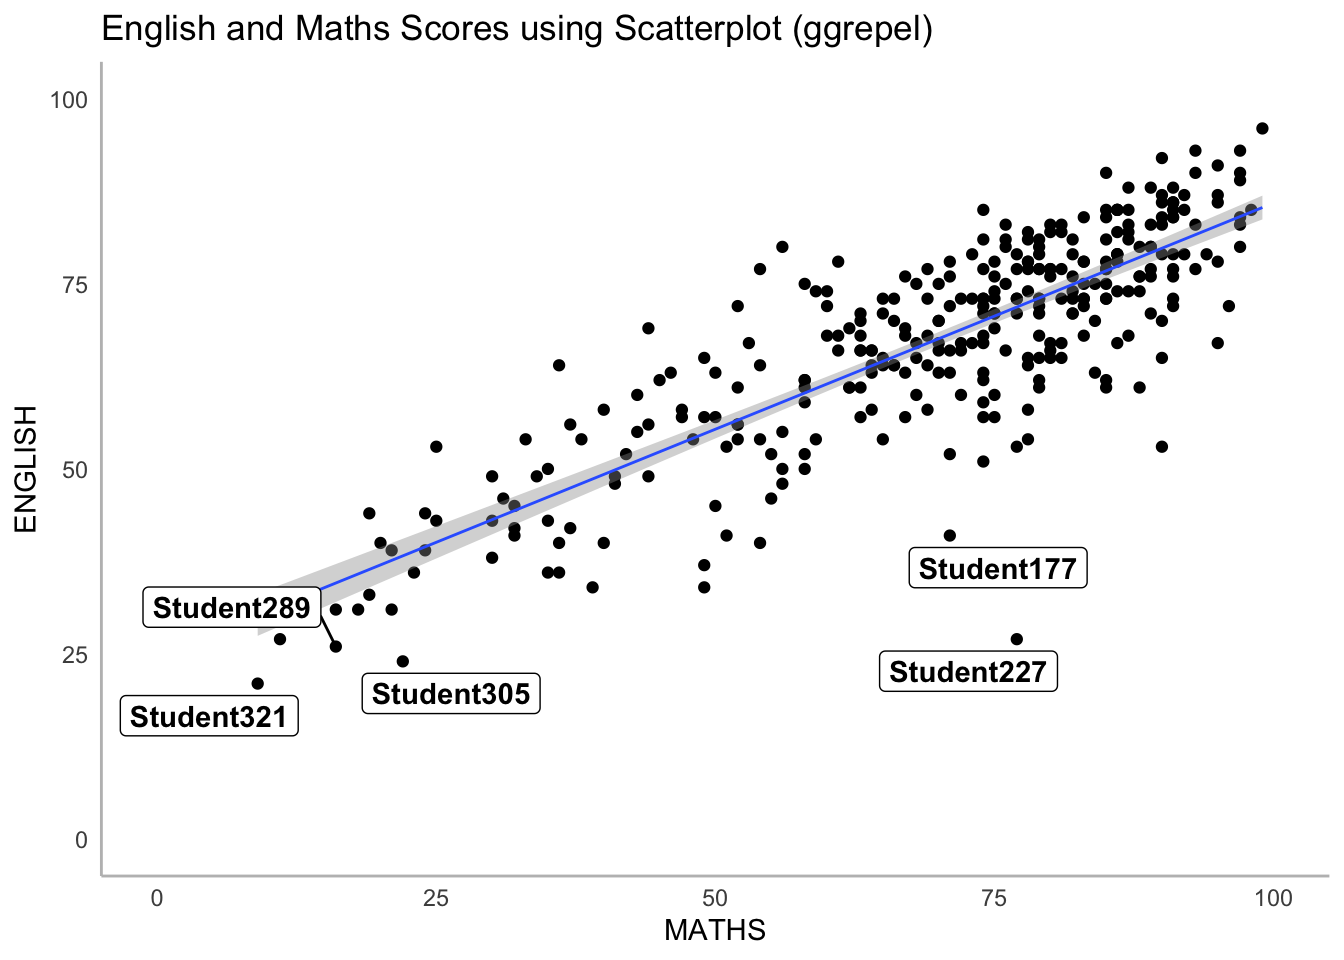 English and Maths Scores using Scatterplot (ggrepel)
100
75
50
25
0
ENGLISH
Student177
Student289
Student227
Student305
Student321
0
25
50
75
100
MATHS